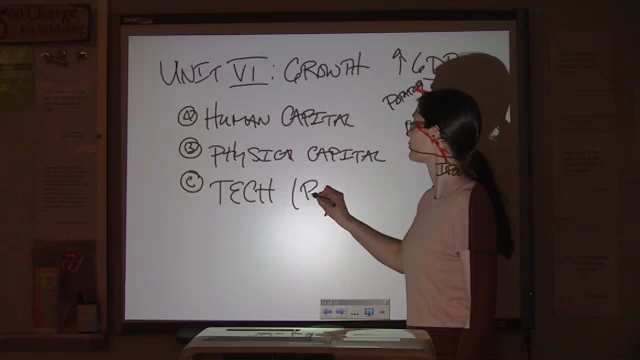 UNIT VI: GROWTH ↑ GDP
Ⓐ HUMAN CAPITAL
Ⓑ PHYSICAL CAPITAL
Ⓒ TECH (P